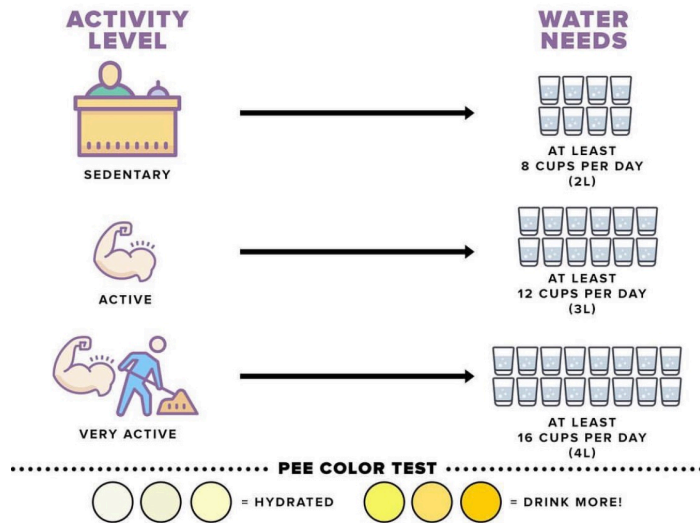 ACTIVITY
LEVEL
WATER
NEEDS
SEDENTARY
AT LEAST
8 CUPS PER DAY
(2L)
ACTIVE
AT LEAST
12 CUPS PER DAY
(3L)
VERY ACTIVE
AT LEAST
16 CUPS PER DAY
(4L)
PEE COLOR TEST
= HYDRATED
= DRINK MORE!